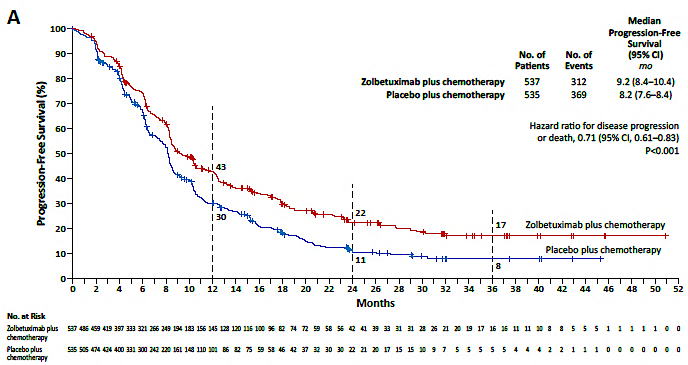 A
Median
Progression-Free
Survival
(95% CI)
mo
No. of
Patients
No. of
Events
Zolbetuximab plus chemotherapy 537 312 9.2 (8.4–10.4)
Placebo plus chemotherapy 535 369 8.2 (7.6–8.4)
Hazard ratio for disease progression
or death, 0.71 (95% CI, 0.61–0.83)
P<0.001
Progression-Free Survival (%)
100
90
80
70
60
50
40
30
20
10
0
43
30
22
11
17
8
Zolbetuximab plus chemotherapy
Placebo plus chemotherapy
0 2 4 6 8 10 12 14 16 18 20 22 24 26 28 30 32 34 36 38 40 42 44 46 48 50 52
Months
No. at Risk
Zolbetuximab plus
chemotherapy
537 486 459 419 397 333 321 266 249 194 183 156 145 128 120 116 100 96 82 74 72 59 58 56 42 41 39 33 31 31 28 26 21 20 19 17 16 16 11 11 10 8 8 5 5 5 1 1 1 1 1 0 0
Placebo plus
chemotherapy
535 505 474 424 400 331 300 242 220 161 148 110 101 86 82 75 59 58 46 42 37 32 30 30 22 21 20 17 15 15 10 9 7 5 5 5 5 5 4 4 4 2 2 1 1 1 0 0 0 0 0 0 0